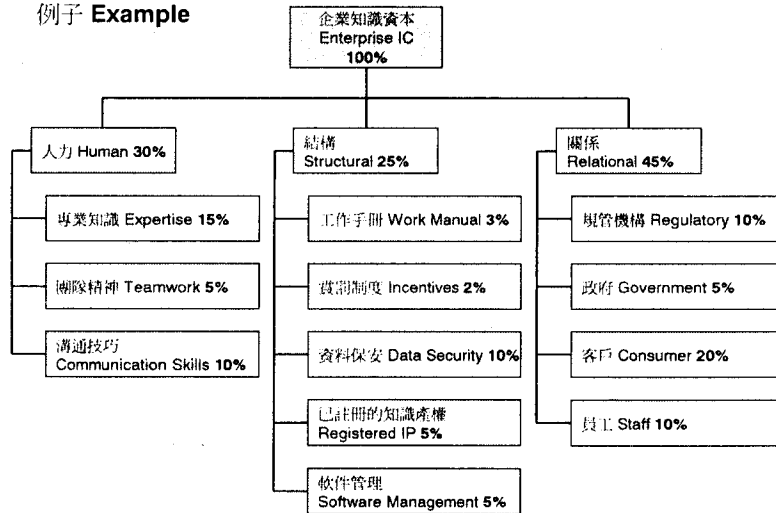 例子 Example
企業知識資本
Enterprise IC
100%
人力 Human 30%
專業知識 Expertise 15%
團隊精神 Teamwork 5%
溝通技巧
Communication Skills 10%
結構
Structural 25%
工作手冊 Work Manual 3%
賞罰制度 Incentives 2%
資料保安 Data Security 10%
已註冊的知識產權
Registered IP 5%
軟件管理
Software Management 5%
關係
Relational 45%
規管機構 Regulatory 10%
政府 Government 5%
客戶 Consumer 20%
員工 Staff 10%